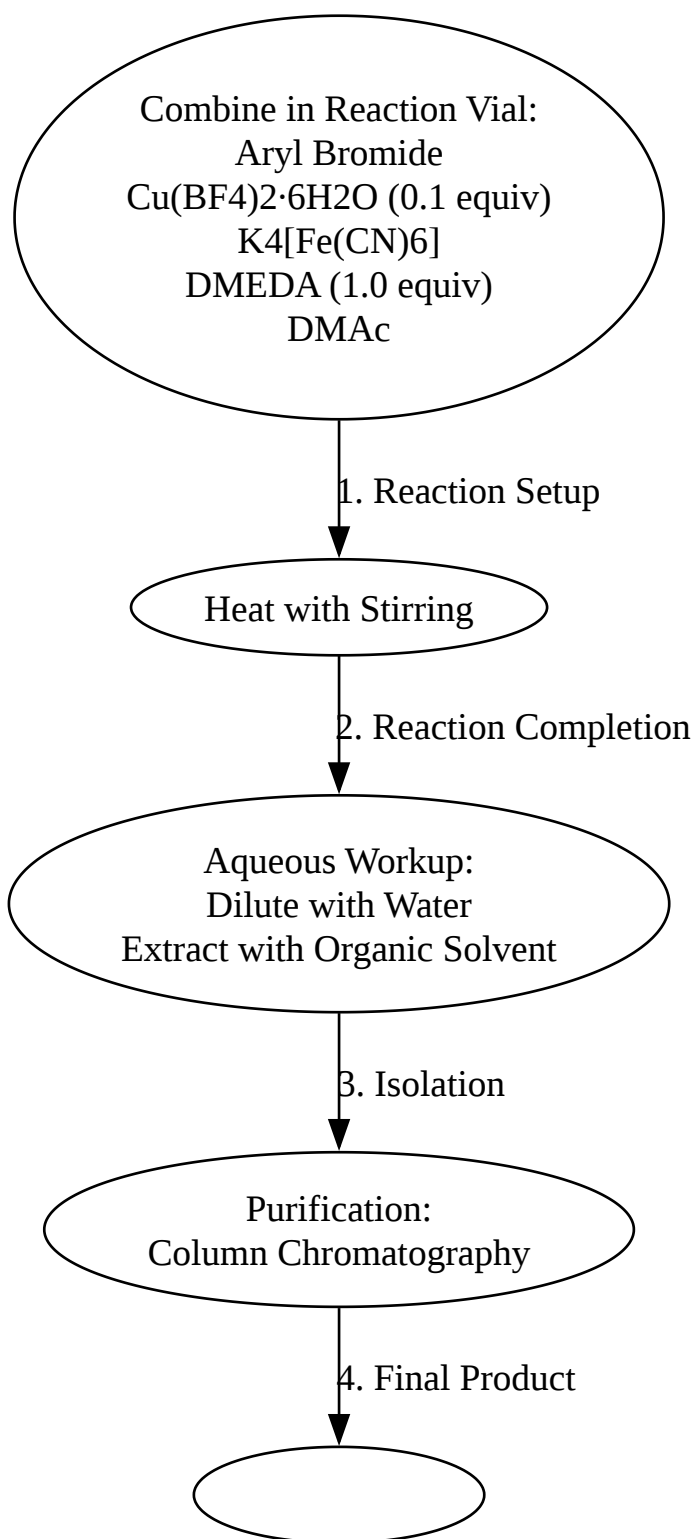 Combine in Reaction Vial:
Aryl Bromide
Cu(BF4)2·6H2O (0.1 equiv)
K4[Fe(CN)6]
DMEDA (1.0 equiv)
DMAc
1. Reaction Setup
Heat with Stirring
2. Reaction Completion
Aqueous Workup:
Dilute with Water
Extract with Organic Solvent
3. Isolation
Purification:
Column Chromatography
4. Final Product